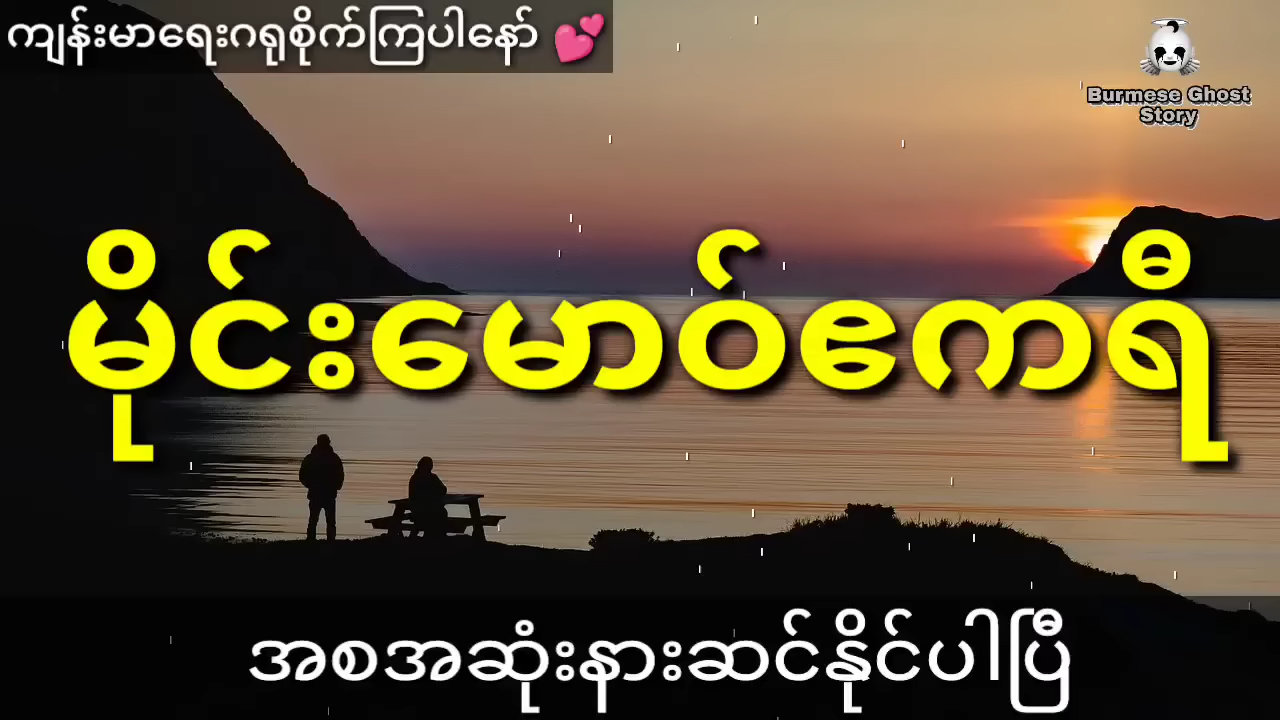 ကျန်းမာရေးဂရုစိုက်ကြပါနော် 💕
Burmese Ghost
Story
မိုင်းမောဝ်ဧကရီ
အစအဆုံးနားဆင်နိုင်ပါပြီ